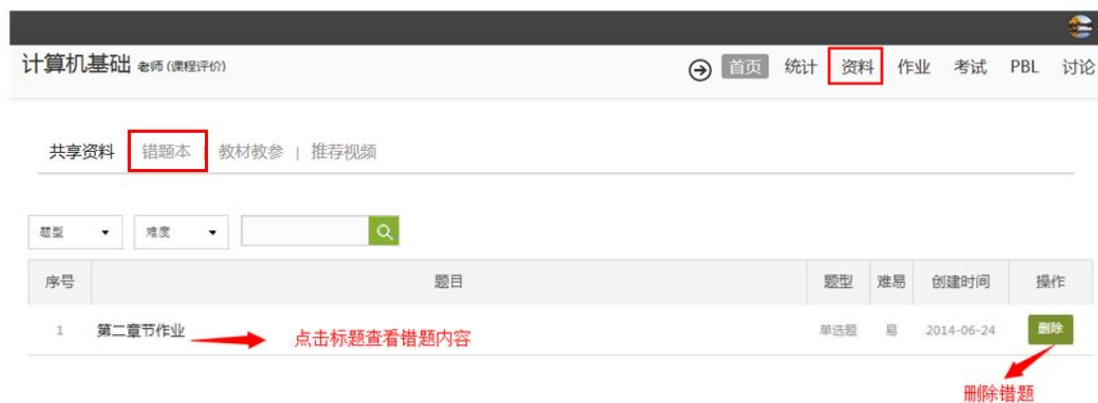 计算机基础 老师 (课程评价)
首页 统计 资料 作业 考试 PBL 讨论
共享资料 | 错题本 | 教材教参 | 推荐视频
题型 难度
序号 题目 题型 难易 创建时间 操作
1 第二章节作业 点击标题查看错题内容 单选题 易 2014-06-24 删除
删除错题